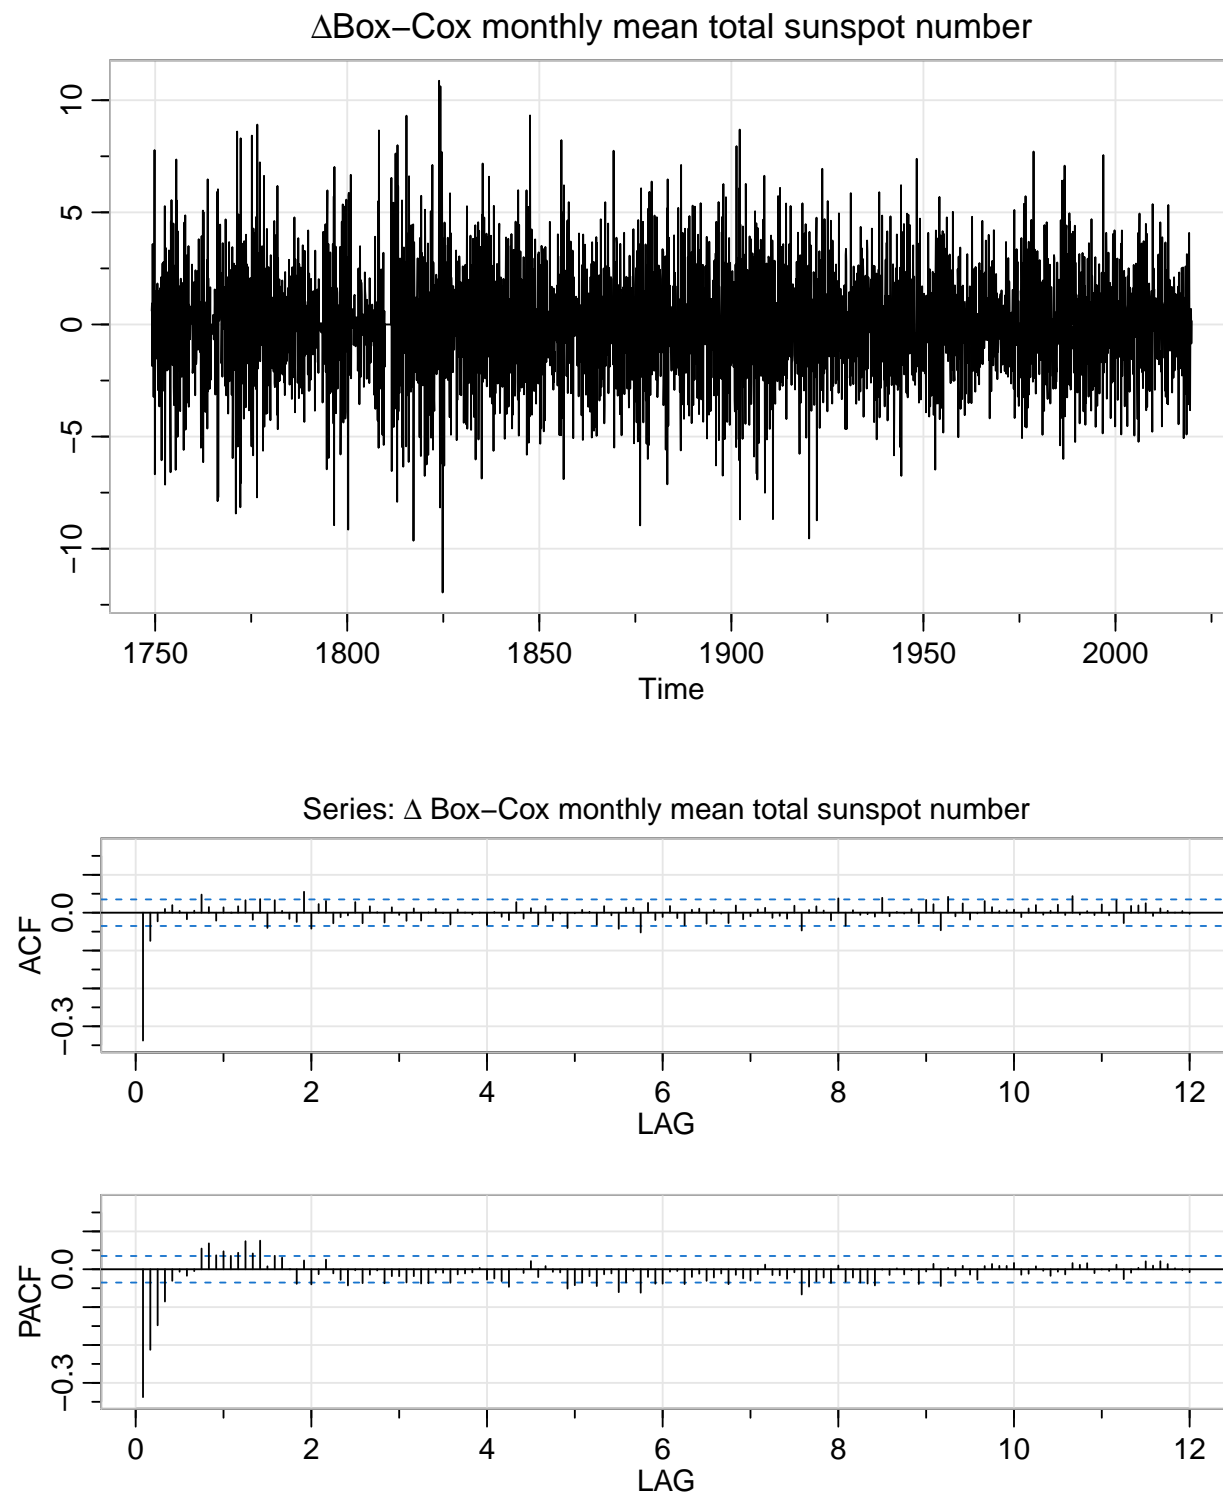 ΔBox−Cox monthly mean total sunspot number
10
5
0
−5
−10
1750 1800 1850 1900 1950 2000
Time
Series: Δ Box−Cox monthly mean total sunspot number
ACF
0.0
−0.3
0 2 4 6 8 10 12
LAG
PACF
0.0
−0.3
0 2 4 6 8 10 12
LAG